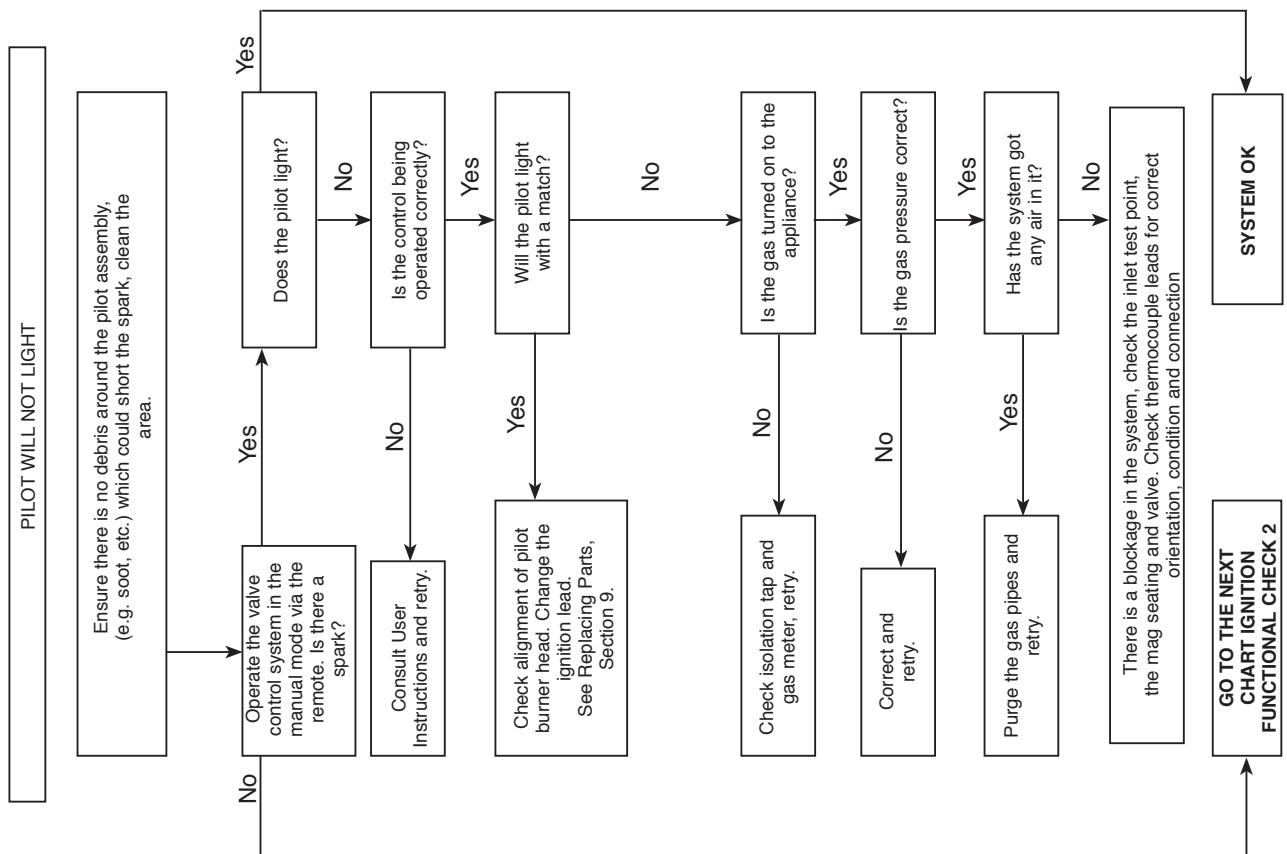 PILOT WILL NOT LIGHT
Ensure there is no debris around the pilot assembly,
(e.g. soot, etc.) which could short the spark, clean the
area.
Operate the valve
control system in the
manual mode via the
remote. Is there a
spark?
No
Yes
Does the pilot light?
Yes
No
Is the control being
operated correctly?
No
Consult User
Instructions and retry.
Yes
Will the pilot light
with a match?
Yes
Check alignment of pilot
burner head. Change the
ignition lead.
See Replacing Parts,
Section 9.
No
Is the gas turned on to the
appliance?
No
Check isolation tap and
gas meter, retry.
Yes
Is the gas pressure correct?
No
Correct and
retry.
Yes
Has the system got
any air in it?
Yes
Purge the gas pipes and
retry.
No
There is a blockage in the system, check the inlet test point,
the mag seating and valve. Check thermocouple leads for correct
orientation, condition and connection
GO TO THE NEXT
CHART IGNITION
FUNCTIONAL CHECK 2
SYSTEM OK